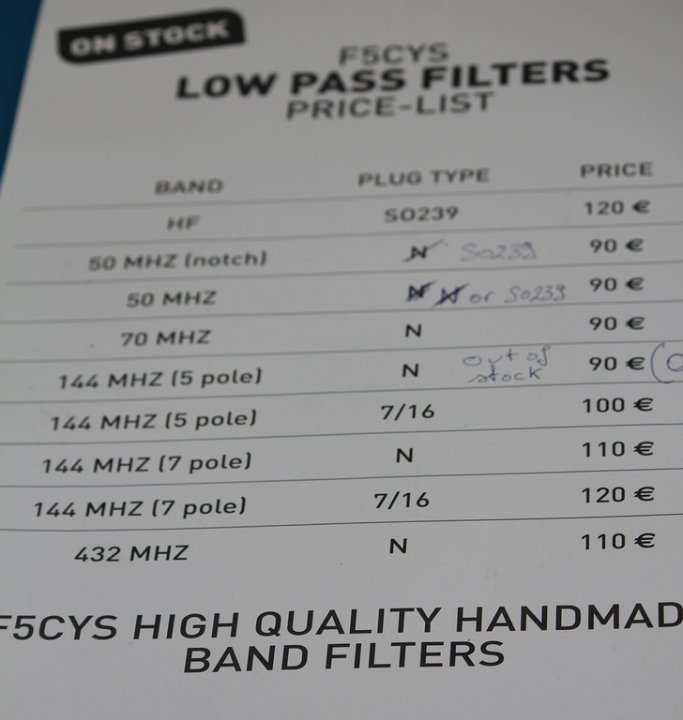 ON STOCK
F5CYS
LOW PASS FILTERS
PRICE-LIST
BAND PLUG TYPE PRICE
HF SO239 120 €
50 MHZ (notch) N SO239 90 €
50 MHZ N N or SO239 90 €
70 MHZ N 90 €
144 MHZ (5 pole) N out of stock 90 €
144 MHZ (5 pole) 7/16 100 €
144 MHZ (7 pole) N 110 €
144 MHZ (7 pole) 7/16 120 €
432 MHZ N 110 €
F5CYS HIGH QUALITY HANDMAD
BAND FILTERS